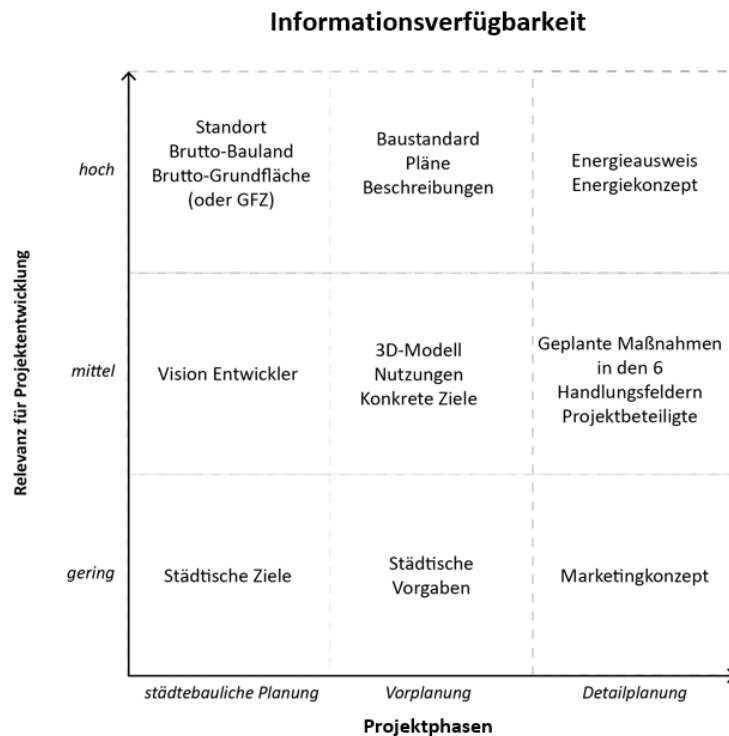 Informationsverfügbarkeit
Relevanz für Projektentwicklung
hoch
Standort
Brutto-Bauland
Brutto-Grundfläche
(oder GFZ)
Baustandard
Pläne
Beschreibungen
Energieausweis
Energiekonzept
mittel
Vision Entwickler
3D-Modell
Nutzungen
Konkrete Ziele
Geplante Maßnahmen
in den 6
Handlungsfeldern
Projektbeteiligte
gering
Städtische Ziele
Städtische
Vorgaben
Marketingkonzept
städtebauliche Planung
Vorplanung
Detailplanung
Projektphasen